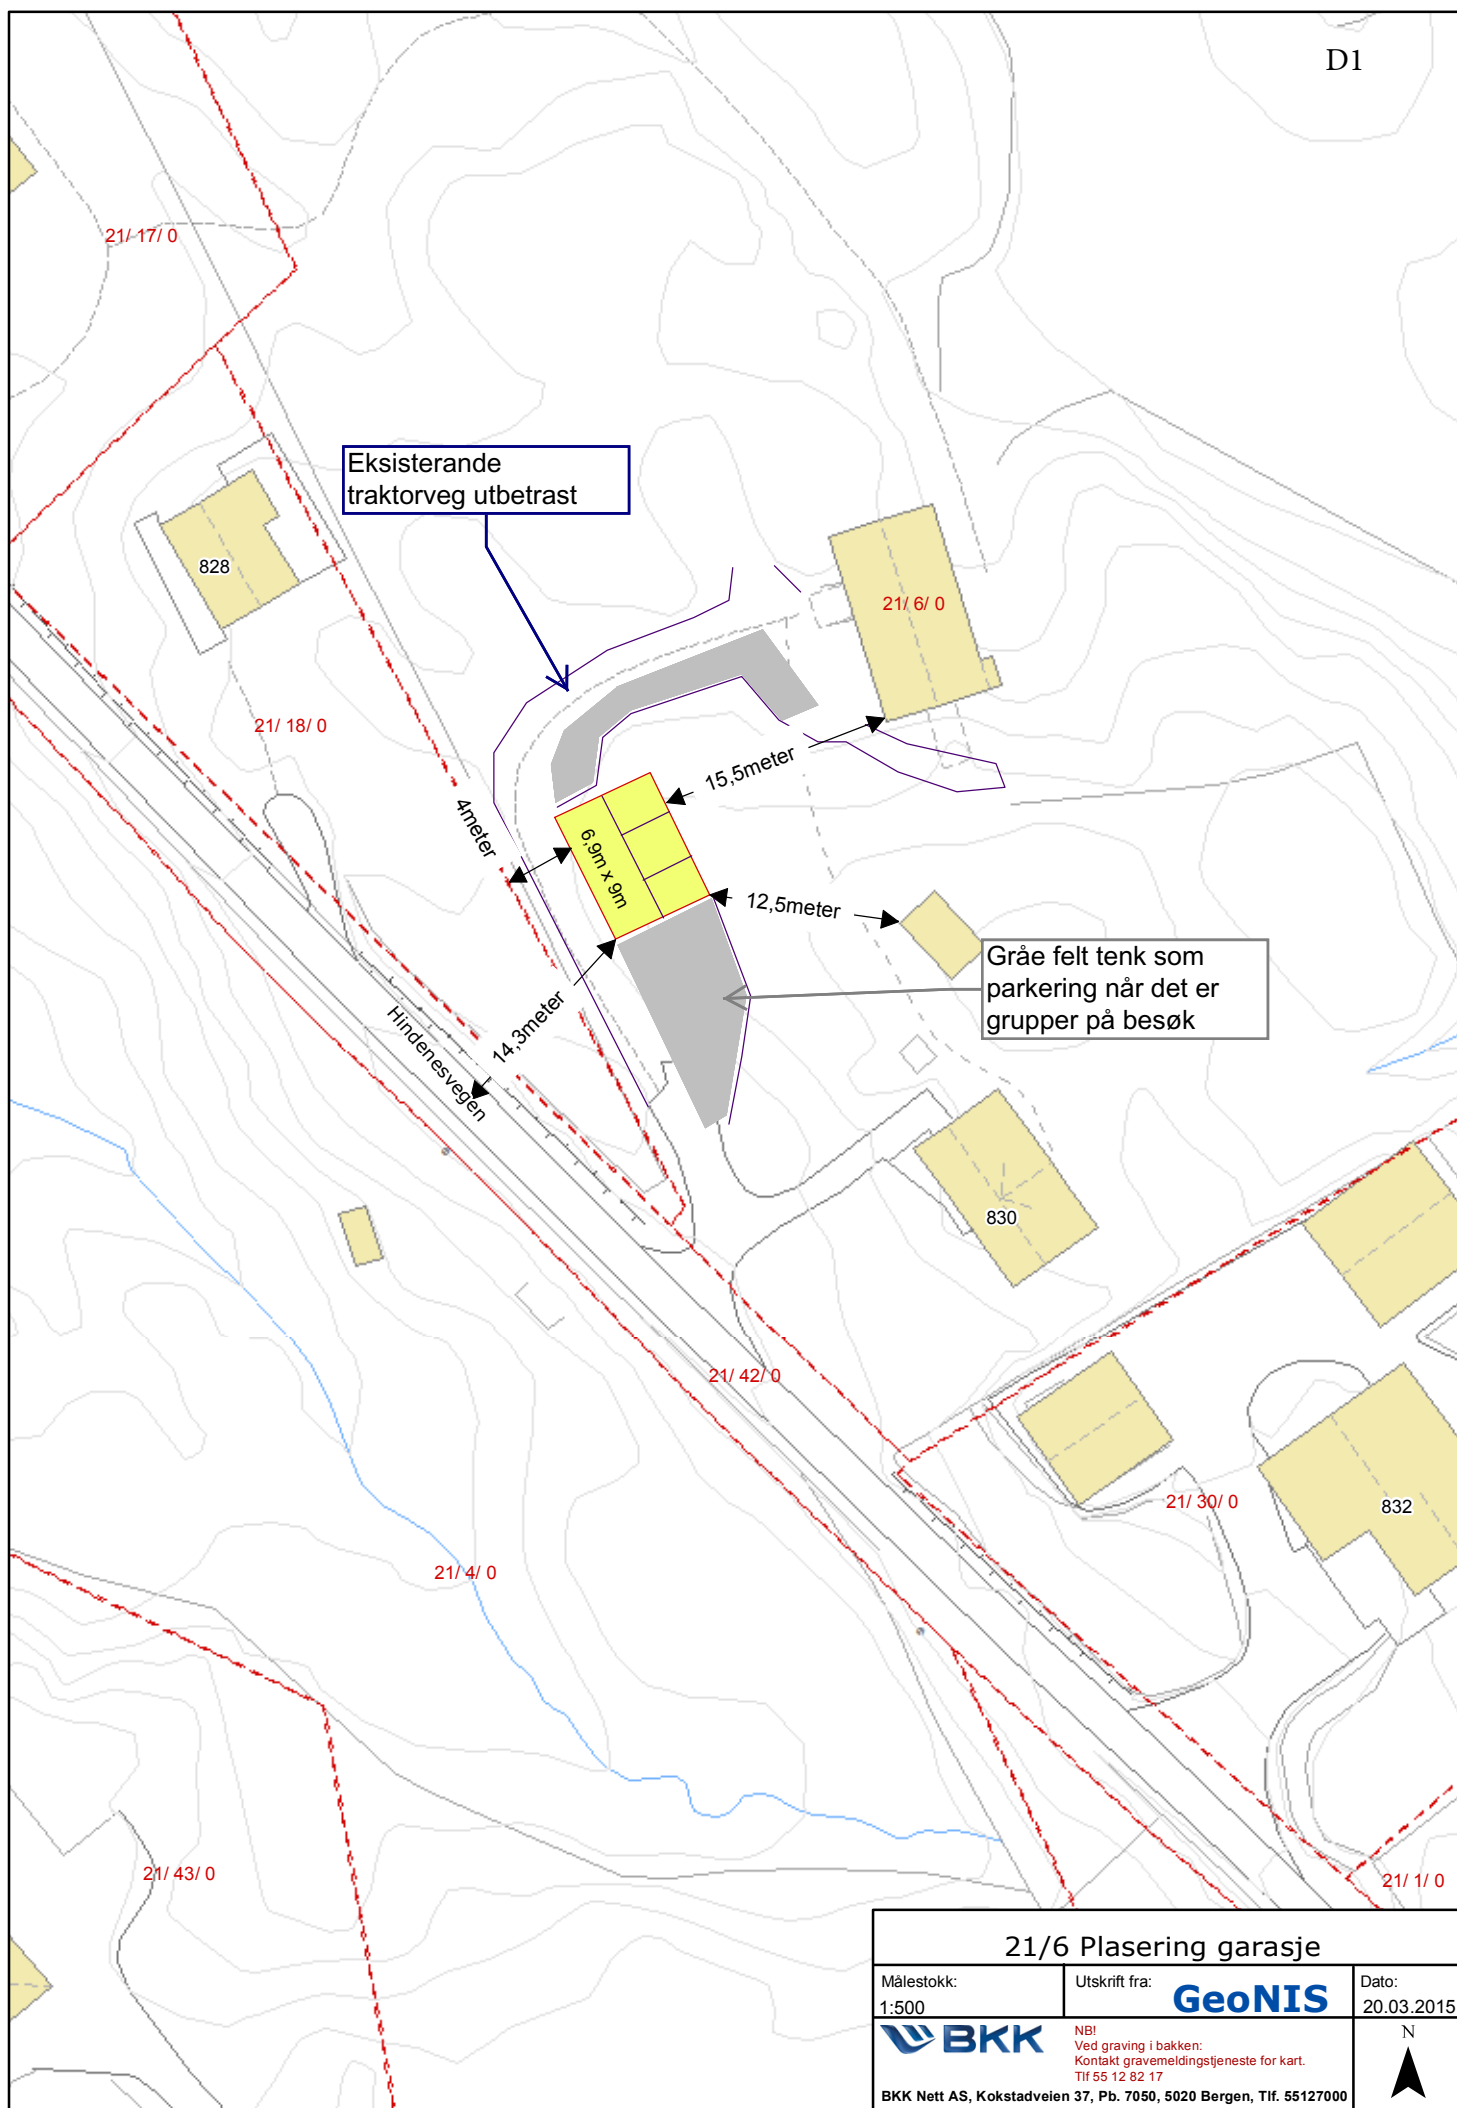 D1
21/ 17/ 0
Eksisterande
traktorveg utbetrast
828
21/ 6/ 0
21/ 18/ 0
15,5meter
4meter
6,9m x 9m
12,5meter
Gråe felt tenk som
parkering når det er
grupper på besøk
14,3meter
Hindenesvegen
830
21/ 42/ 0
21/ 30/ 0
832
21/ 4/ 0
21/ 43/ 0
21/ 1/ 0
21/6 Plasering garasje
Målestokk:
1:500
Utskrift fra:
GeoNIS
Dato:
20.03.2015
BKK
NB!
Ved graving i bakken:
Kontakt gravemeldingstjeneste for kart.
Tlf 55 12 82 17
N
BKK Nett AS, Kokstadveien 37, Pb. 7050, 5020 Bergen, Tlf. 55127000